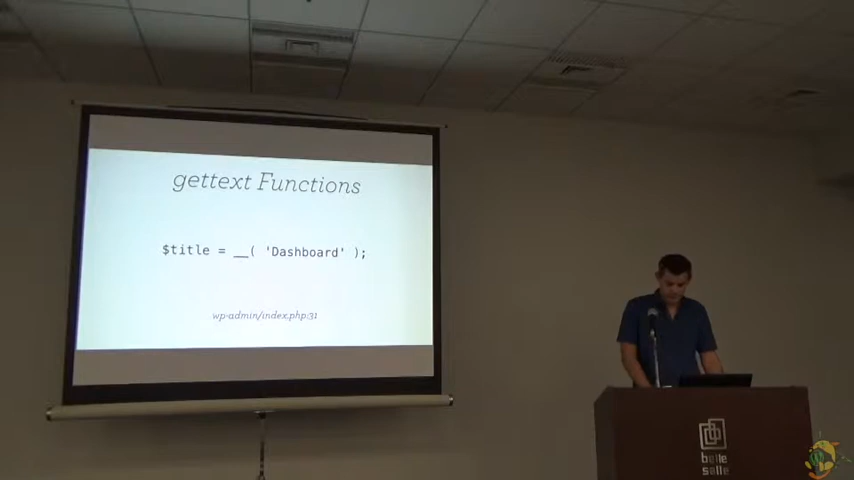 gettext Functions
$title = __( 'Dashboard' );
wp-admin/index.php:31
belle
salle